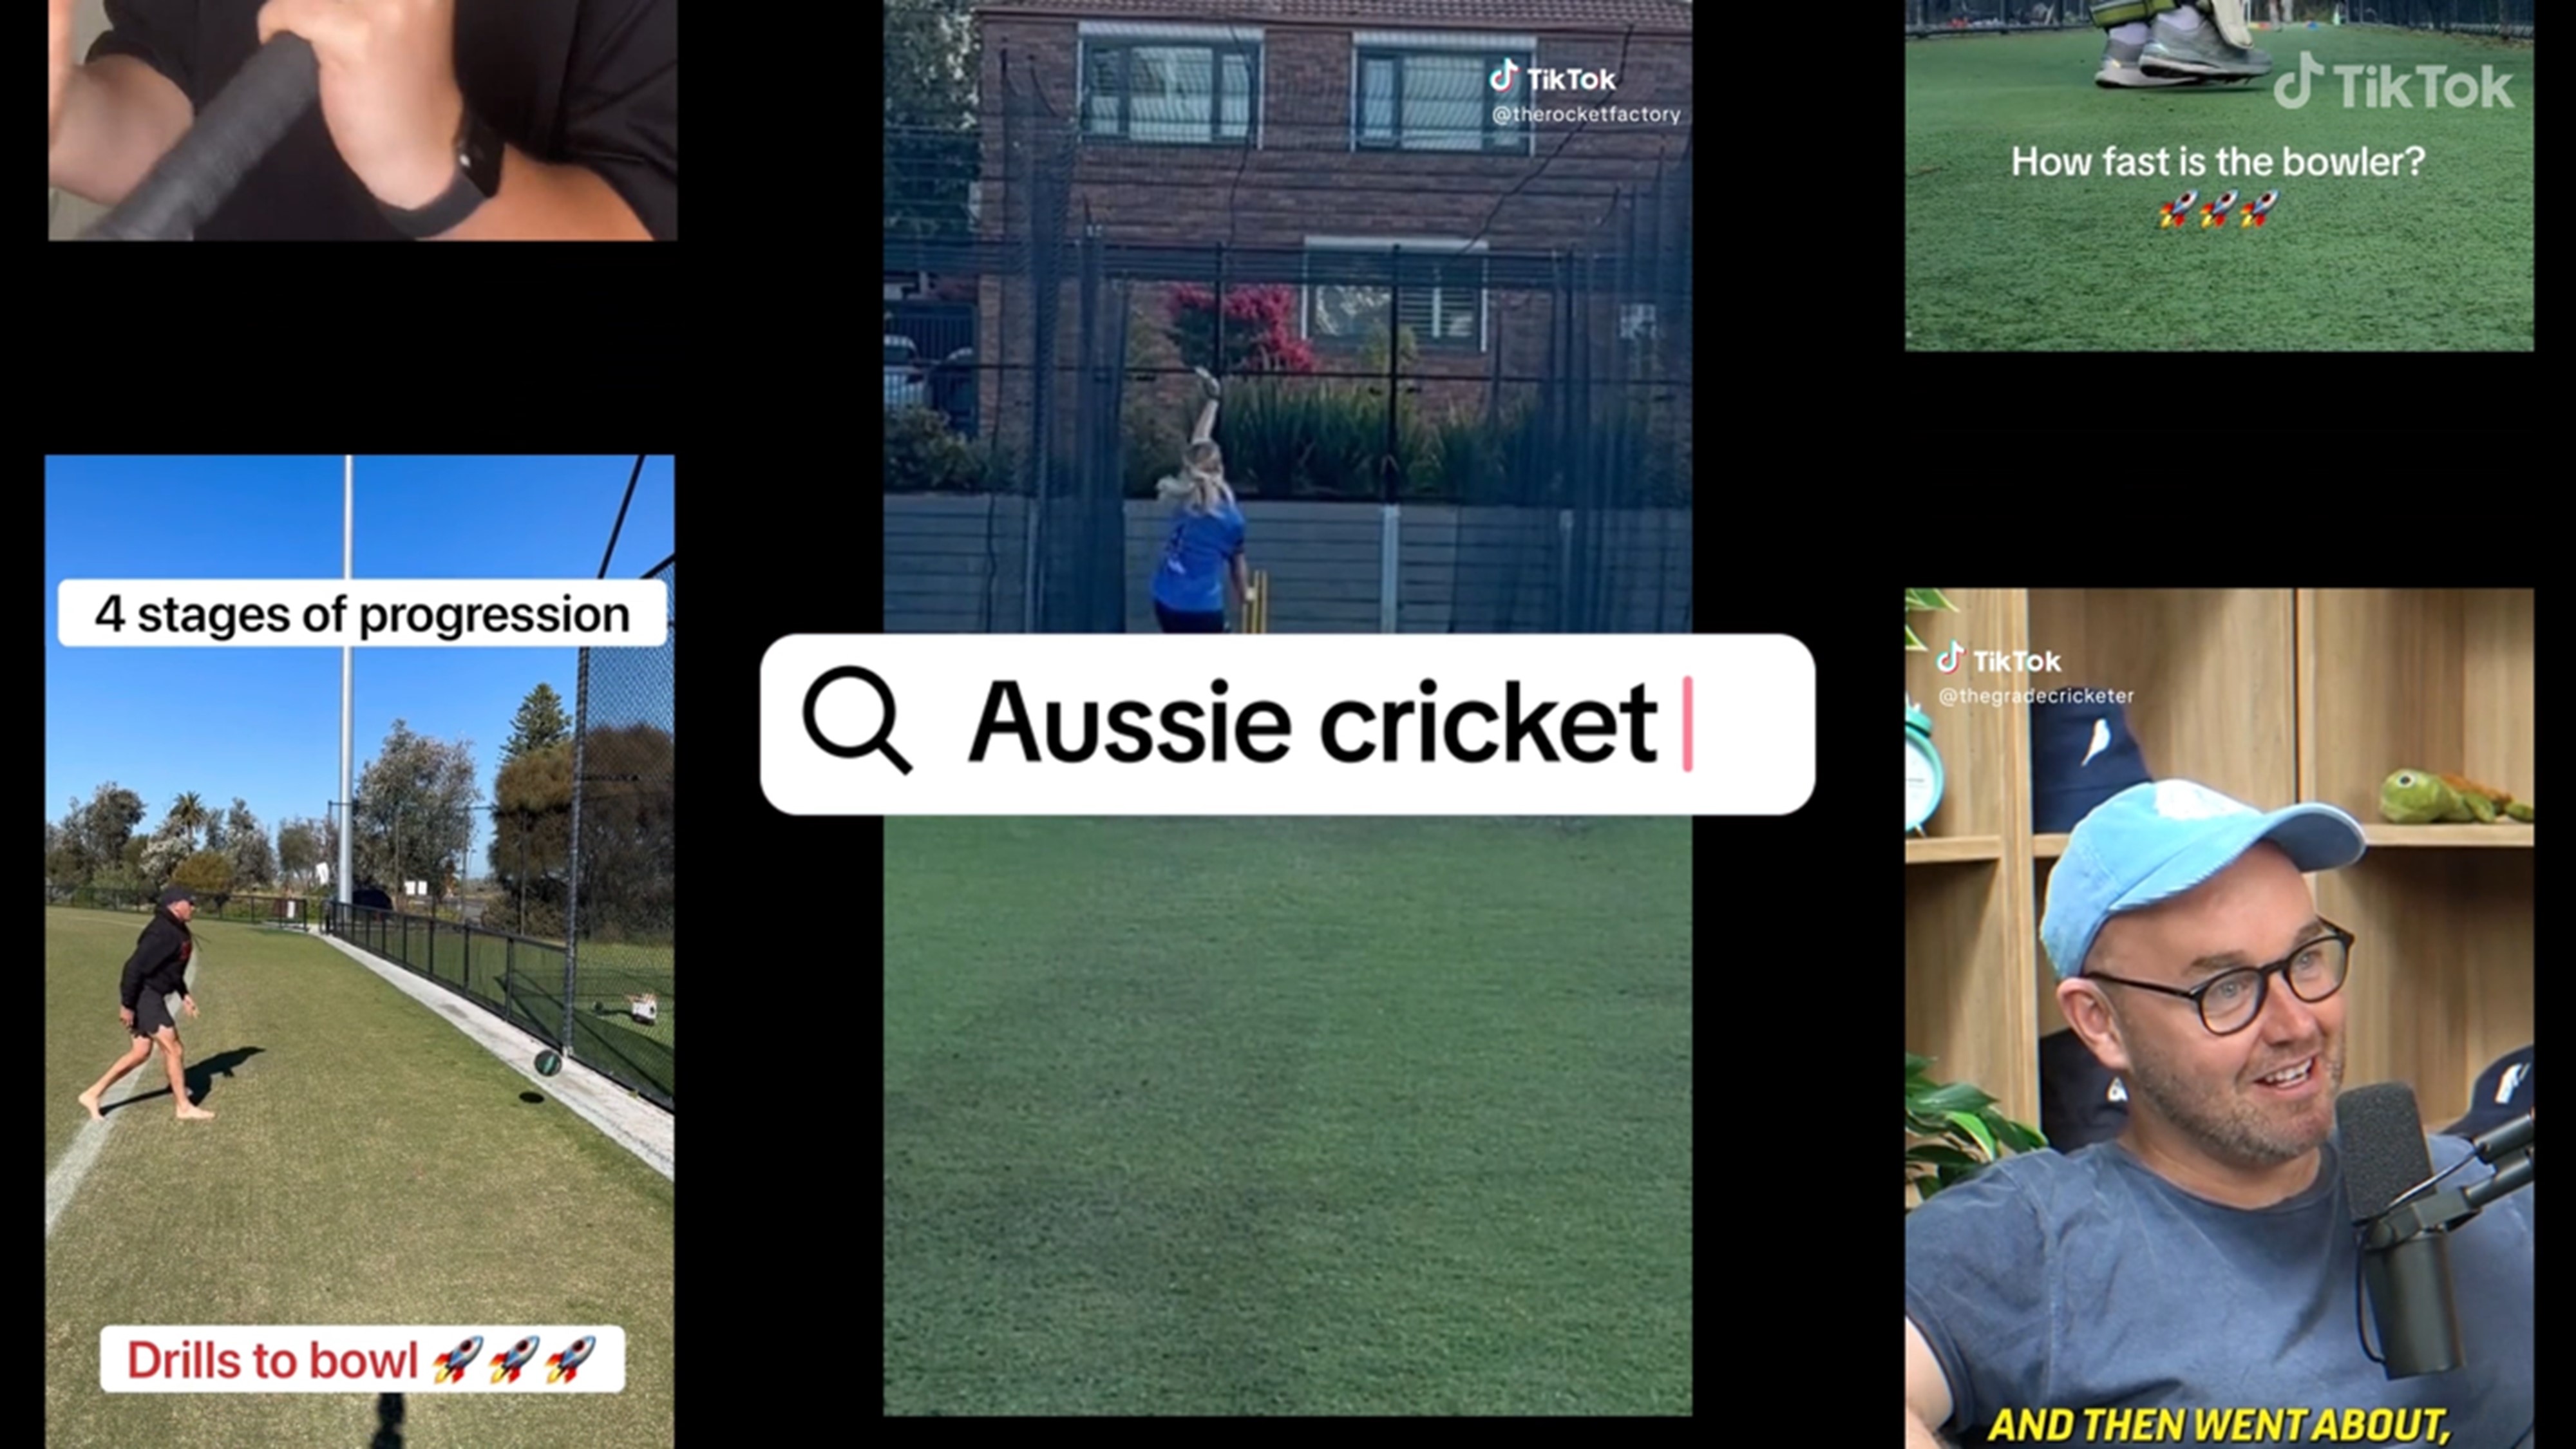 TikTok
@therocketfactory
TikTok
How fast is the bowler?
4 stages of progression
Aussie cricket
TikTok
@thegradecricketer
Drills to bowl
AND THEN WENT ABOUT,